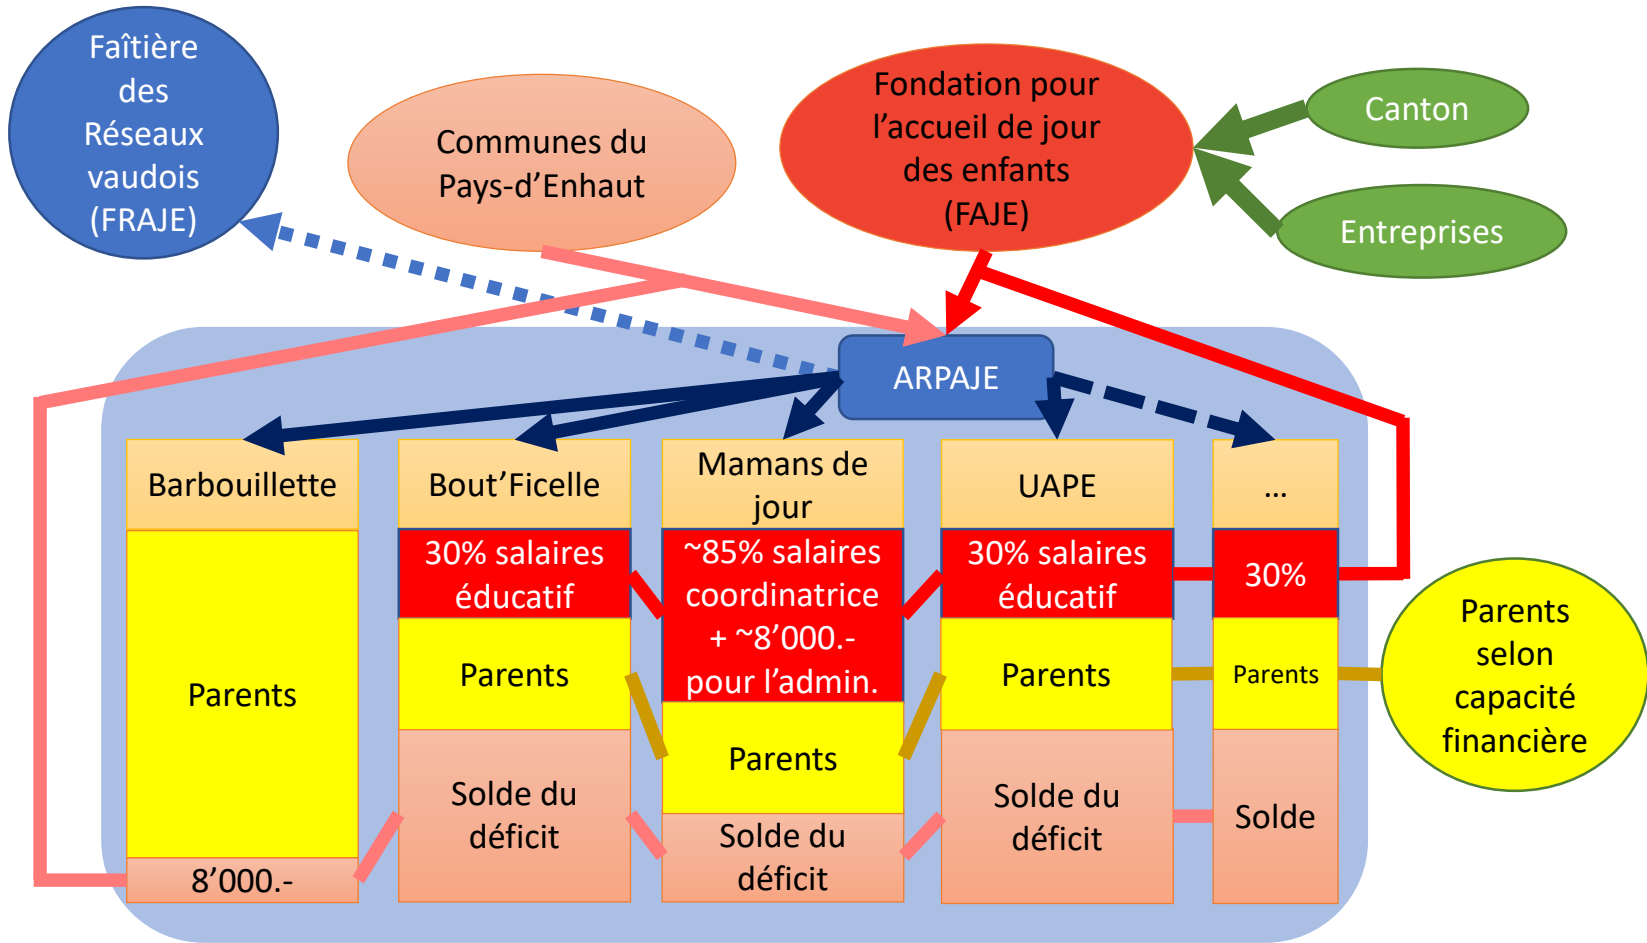 Faîtière
des
Réseaux
vaudois
(FRAJE)
Communes du
Pays-d’Enhaut
Fondation pour
l’accueil de jour
des enfants
(FAJE)
Canton
Entreprises
ARPAJE
Barbouillette
Parents
8’000.-
Bout’Ficelle
30% salaires
éducatif
Parents
Solde du
déficit
Mamans de
jour
~85% salaires
coordinatrice
+ ~8’000.-
pour l’admin.
Parents
Solde du
déficit
UAPE
30% salaires
éducatif
Parents
Solde du
déficit
...
30%
Parents
Solde
Parents
selon
capacité
financière